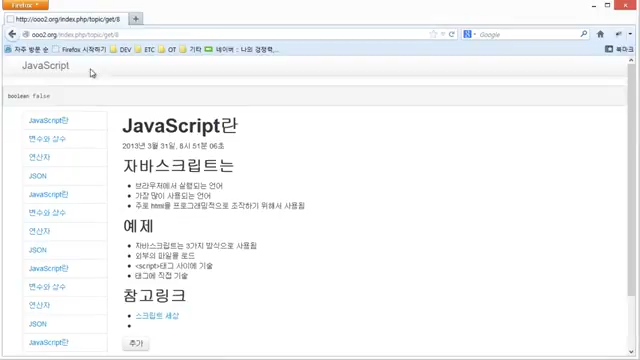 Firefox
http://ooo2.org/index.php/topic/get/8
ooo2.org/index.php/topic/get/8
Google
자주 방문 순 Firefox 시작하기 DEV ETC OT 기타 네이버 : 나의 경쟁력... 북마크
JavaScript
boolean false
JavaScript란
변수와 상수
연산자
JSON
JavaScript란
변수와 상수
연산자
JSON
JavaScript란
변수와 상수
연산자
JSON
JavaScript란
JavaScript란
2013년 3월 31일, 8시 51분 06초
자바스크립트는
브라우저에서 실행되는 언어
가장 많이 사용되는 언어
주로 html를 프로그래밍적으로 조작하기 위해서 사용됨
예제
자바스크립트는 3가지 방식으로 사용됨
외부의 파일를 로드
<script>태그 사이에 기술
태그에 직접 기술
참고링크
스크립트 세상
추가